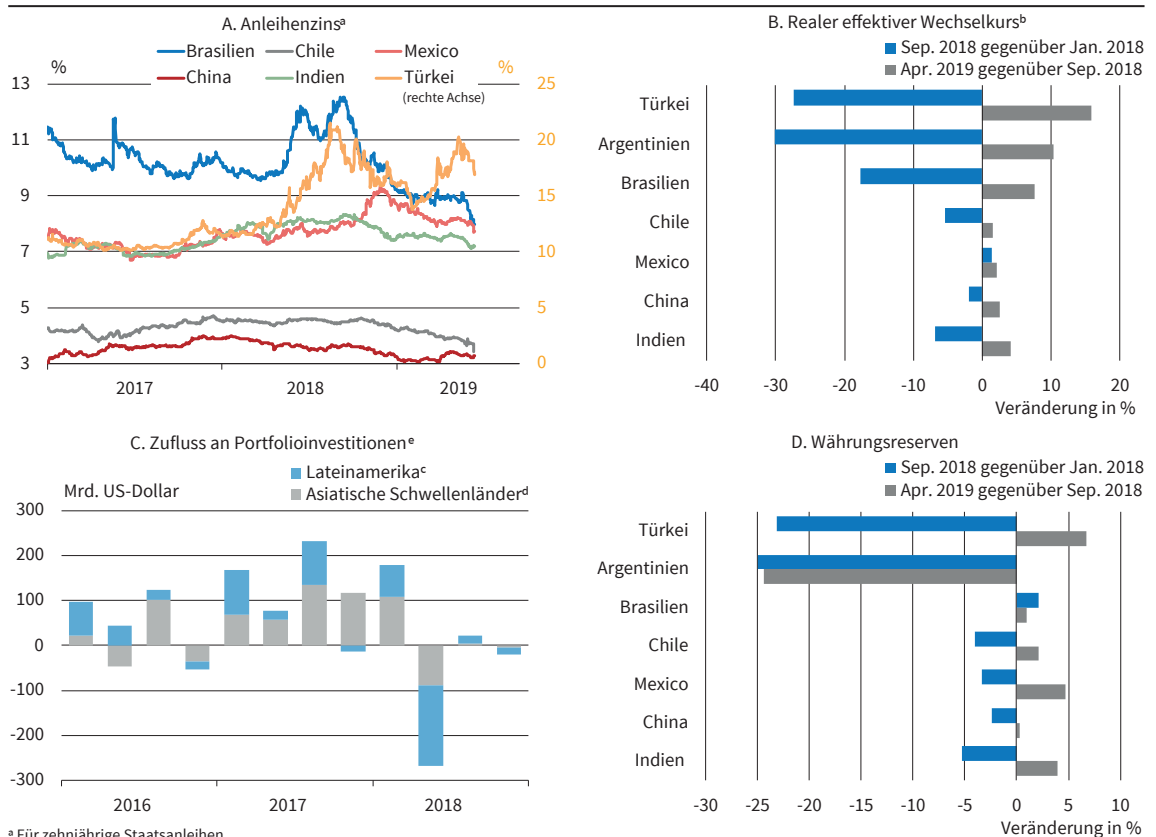 A. Anleihenzinsᵃ
Brasilien Chile Mexico
China Indien Türkei
(rechte Achse)
% %
13 25
11 20
9 15
7 10
5 5
3 0
2017 2018 2019
B. Realer effektiver Wechselkursᵇ
Sep. 2018 gegenüber Jan. 2018
Apr. 2019 gegenüber Sep. 2018
Türkei
Argentinien
Brasilien
Chile
Mexico
China
Indien
-40 -30 -20 -10 0 10 20
Veränderung in %
C. Zufluss an Portfolioinvestitionenᵉ
Lateinamerikaᶜ
Mrd. US-Dollar
Asiatische Schwellenländerᵈ
300
200
100
0
-100
-200
-300
2016 2017 2018
D. Währungsreserven
Sep. 2018 gegenüber Jan. 2018
Apr. 2019 gegenüber Sep. 2018
Türkei
Argentinien
Brasilien
Chile
Mexico
China
Indien
-30 -25 -20 -15 -10 -5 0 5 10
Veränderung in %
ᵃ Für zehnjährige Staatsanleihen